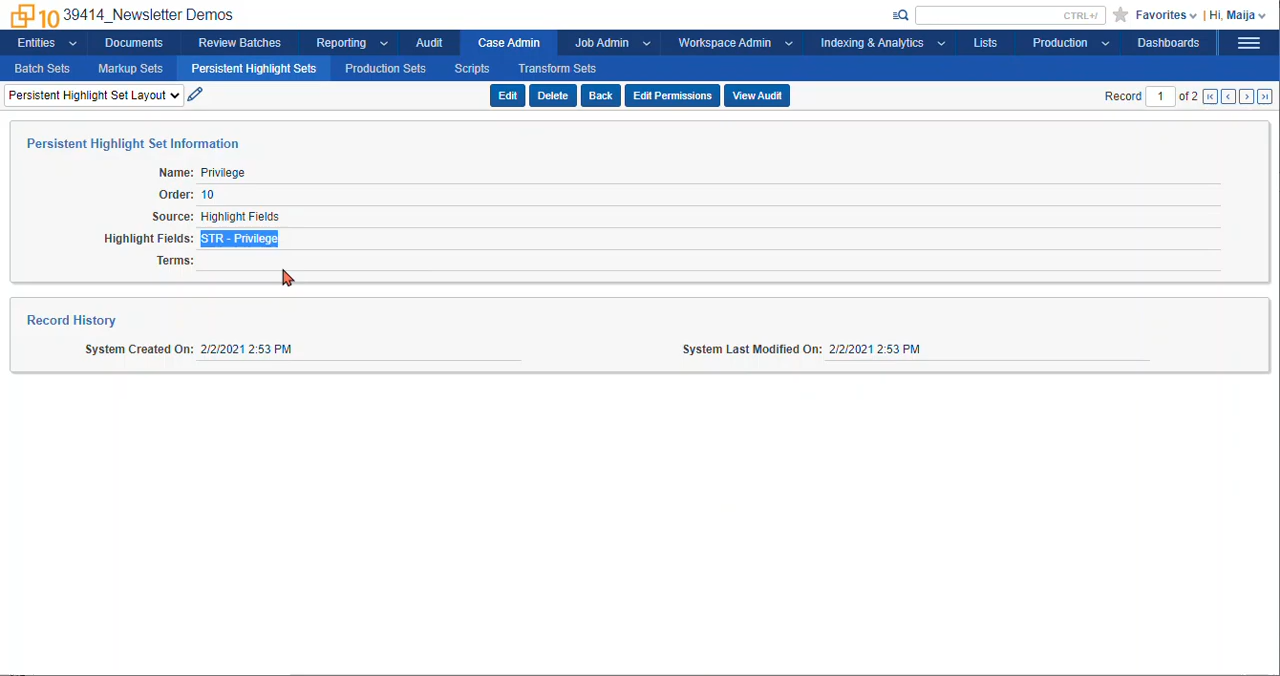 10 39414_Newsletter Demos CTRL+/ Favorites | Hi, Maija
Entities Documents Review Batches Reporting Audit Case Admin Job Admin Workspace Admin Indexing & Analytics Lists Production Dashboards
Batch Sets Markup Sets Persistent Highlight Sets Production Sets Scripts Transform Sets
Persistent Highlight Set Layout Edit Delete Back Edit Permissions View Audit Record 1 of 2
Persistent Highlight Set Information
Name: Privilege
Order: 10
Source: Highlight Fields
Highlight Fields: STR - Privilege
Terms:
Record History
System Created On: 2/2/2021 2:53 PM System Last Modified On: 2/2/2021 2:53 PM